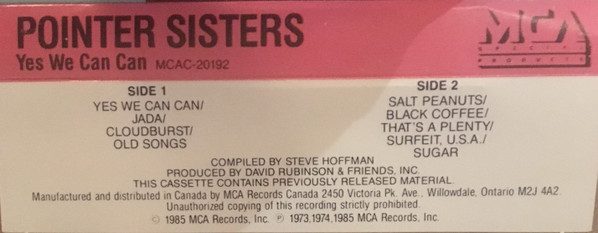 POINTER SISTERS
Yes We Can Can MCAC-20192
MCA
SPECIAL
PRODUCTS
SIDE 1
YES WE CAN CAN/
JADA/
CLOUDBURST/
OLD SONGS
SIDE 2
SALT PEANUTS/
BLACK COFFEE/
THAT'S A PLENTY/
SURFEIT, U.S.A./
SUGAR
COMPILED BY STEVE HOFFMAN
PRODUCED BY DAVID RUBINSON & FRIENDS, INC.
THIS CASSETTE CONTAINS PREVIOUSLY RELEASED MATERIAL.
Manufactured and distributed in Canada by MCA Records Canada 2450 Victoria Pk. Ave., Willowdale, Ontario M2J 4A2.
Unauthorized copying of this recording strictly prohibited.
© 1985 MCA Records, Inc. ℗ 1973,1974,1985 MCA Records, Inc.